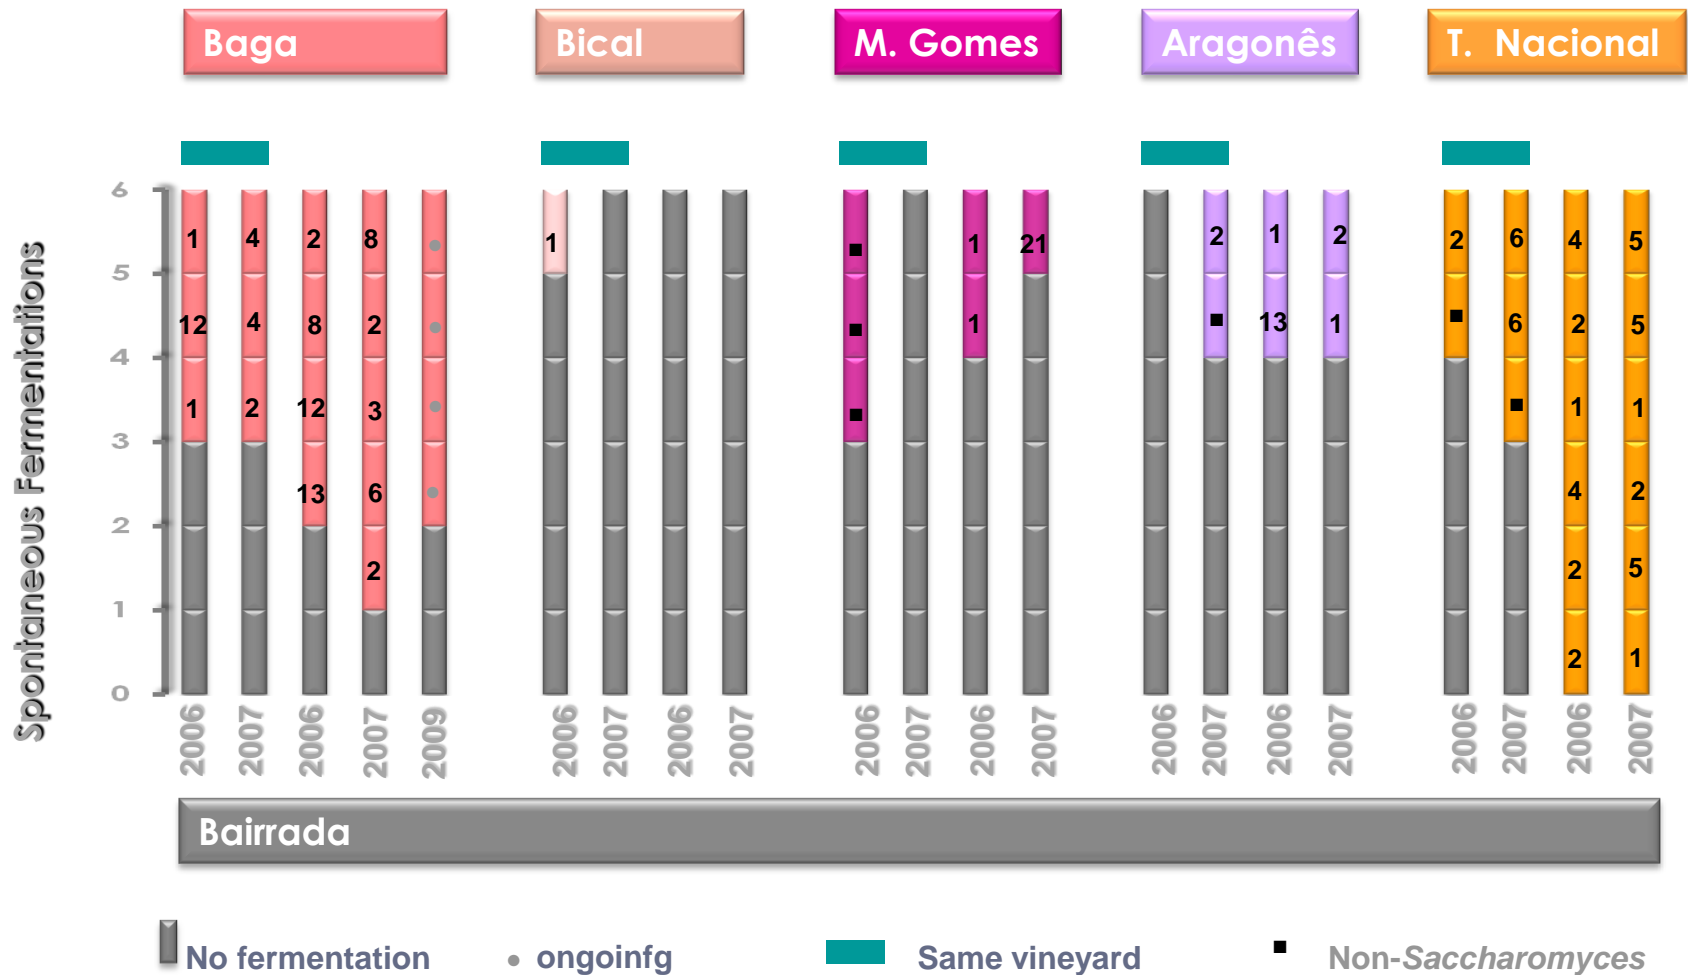 Baga Bical M. Gomes Aragonês T. Nacional
Spontaneous Fermentations
6
1 4 2 8 1 1 21 2 1 2 2 6 4 5
5
12 4 8 2 1 13 1 6 2 5
4
1 2 12 3 1 1
3
13 6 4 2
2
2 2 5
1
2 1
0
2006 2007 2006 2007 2009 2006 2007 2006 2007 2006 2007 2006 2007 2006 2007 2006 2007 2006 2007 2006 2007
Bairrada
No fermentation ongoinfg Same vineyard Non-Saccharomyces